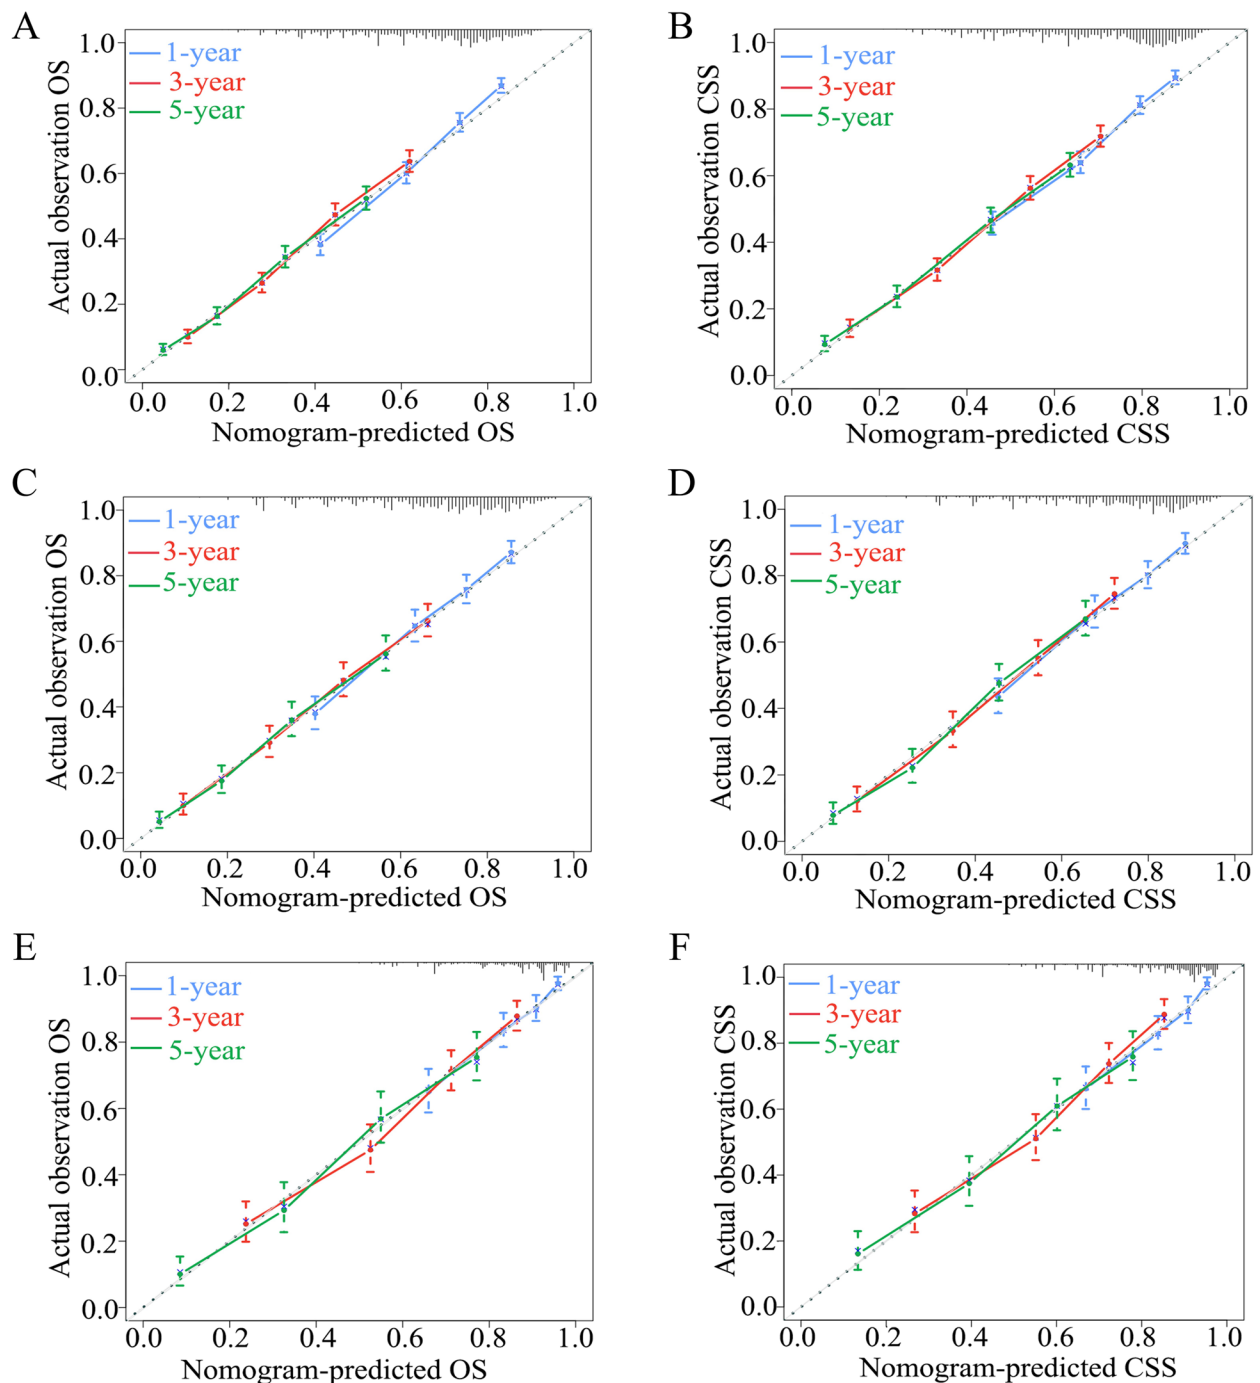 A
1.0
0.8
0.6
0.4
0.2
0.0
Actual observation OS
1-year
3-year
5-year
0.0 0.2 0.4 0.6 0.8 1.0
Nomogram-predicted OS
B
1.0
0.8
0.6
0.4
0.2
0.0
Actual observation CSS
1-year
3-year
5-year
0.0 0.2 0.4 0.6 0.8 1.0
Nomogram-predicted CSS
C
1.0
0.8
0.6
0.4
0.2
0.0
Actual observation OS
1-year
3-year
5-year
0.0 0.2 0.4 0.6 0.8 1.0
Nomogram-predicted OS
D
1.0
0.8
0.6
0.4
0.2
0.0
Actual observation CSS
1-year
3-year
5-year
0.0 0.2 0.4 0.6 0.8 1.0
Nomogram-predicted CSS
E
1.0
0.8
0.6
0.4
0.2
0.0
Actual observation OS
1-year
3-year
5-year
0.0 0.2 0.4 0.6 0.8 1.0
Nomogram-predicted OS
F
1.0
0.8
0.6
0.4
0.2
0.0
Actual observation CSS
1-year
3-year
5-year
0.0 0.2 0.4 0.6 0.8 1.0
Nomogram-predicted CSS